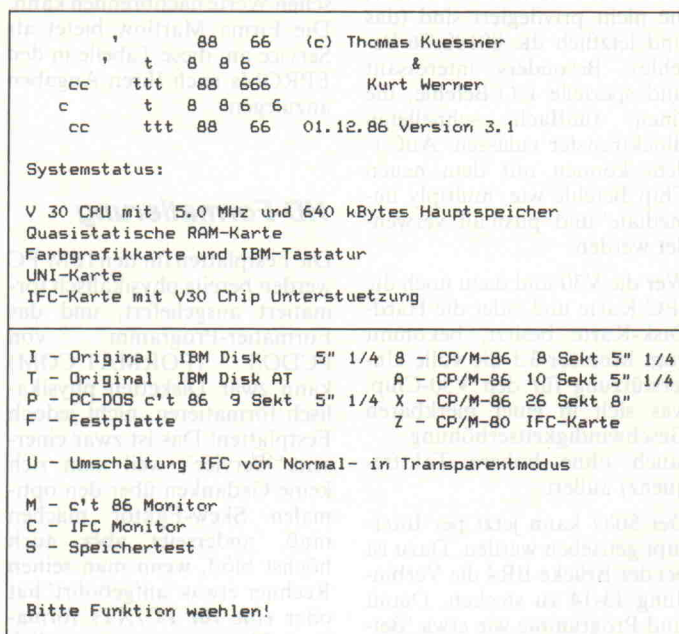 88 66 (c) Thomas Kuessner
' t 8 8 6 &
cc ttt 88 666 Kurt Werner
c t 8 8 6 6
cc ttt 88 66 01.12.86 Version 3.1
Systemstatus:
V 30 CPU mit 5.0 MHz und 640 kBytes Hauptspeicher
Quasistatische RAM-Karte
Farbgrafikkarte und IBM-Tastatur
UNI-Karte
IFC-Karte mit V30 Chip Unterstuetzung
I - Original IBM Disk 5" 1/4 8 - CP/M-86 8 Sekt 5" 1/4
A - Original IBM Disk AT 9 - CP/M-86 9 Sekt 5" 1/4
P - PC-DOS c't 86 9 Sekt 5" 1/4 X - CP/M-86 26 Sekt 8"
F - Festplatte Z - CP/M-80 IFC-Karte
U - Umschaltung IFC von Normal- in Transparentmodus
M - c't 86 Monitor
C - IFC Monitor
S - Speichertest
Bitte Funktion waehlen!